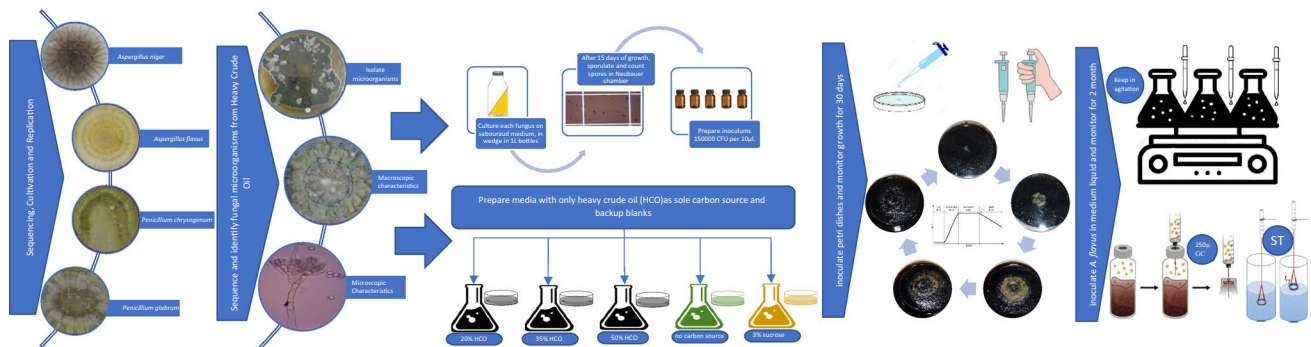 Sequencing, Cultivation and Replication
Aspergillus niger
Aspergillus flavus
Penicillium chrysogenum
Penicillium glabrum
Sequence and identify fungal microorganisms from Heavy Crude
Oil
Isolate
microorganisms
Macroscopic
characteristics
Microscopic
Characteristics
Culture each fungus on
sabouraud medium, in
wedge in 1L bottles
After 15 days of growth,
sporulate and count
spores in Neubauer
chamber
Prepare inoculums
150000 CFU per 10µl.
Prepare media with only heavy crude oil (HCO)as sole carbon source and
backup blanks
20% HCO
35% HCO
50% HCO
no carbon source
3% sucrose
inoculate petri dishes and monitor growth for 30 days
inoculate A. flavus in medium liquid and monitor for 2 month
Keep in
agitation
250µ
GC
ST